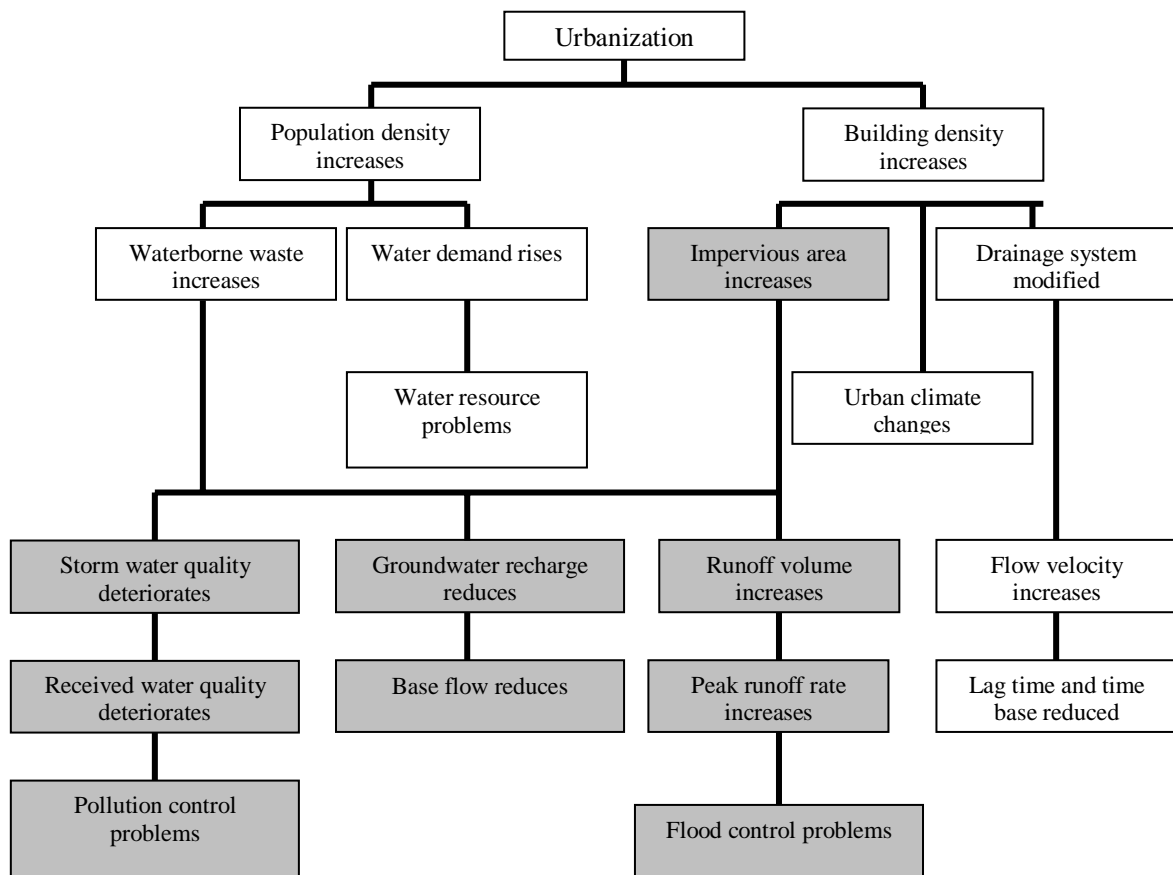 Urbanization
Population density
increases
Building density
increases
Waterborne waste
increases
Water demand rises
Impervious area
increases
Drainage system
modified
Water resource
problems
Urban climate
changes
Storm water quality
deteriorates
Groundwater recharge
reduces
Runoff volume
increases
Flow velocity
increases
Received water quality
deteriorates
Base flow reduces
Peak runoff rate
increases
Lag time and time
base reduced
Pollution control
problems
Flood control problems